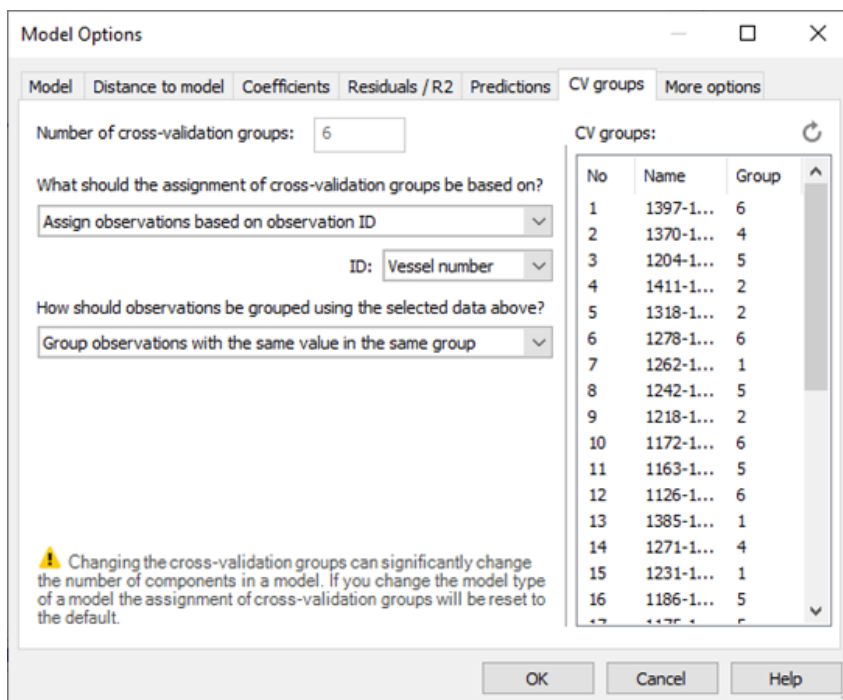 Model Options
Model Distance to model Coefficients Residuals / R2 Predictions CV groups More options
Number of cross-validation groups: 6
What should the assignment of cross-validation groups be based on?
Assign observations based on observation ID
ID: Vessel number
How should observations be grouped using the selected data above?
Group observations with the same value in the same group
Changing the cross-validation groups can significantly change
the number of components in a model. If you change the model type
of a model the assignment of cross-validation groups will be reset to
the default.
CV groups:
No Name Group
1 1397-1... 6
2 1370-1... 4
3 1204-1... 5
4 1411-1... 2
5 1318-1... 2
6 1278-1... 6
7 1262-1... 1
8 1242-1... 5
9 1218-1... 2
10 1172-1... 6
11 1163-1... 5
12 1126-1... 6
13 1385-1... 1
14 1271-1... 4
15 1231-1... 1
16 1186-1... 5
OK Cancel Help